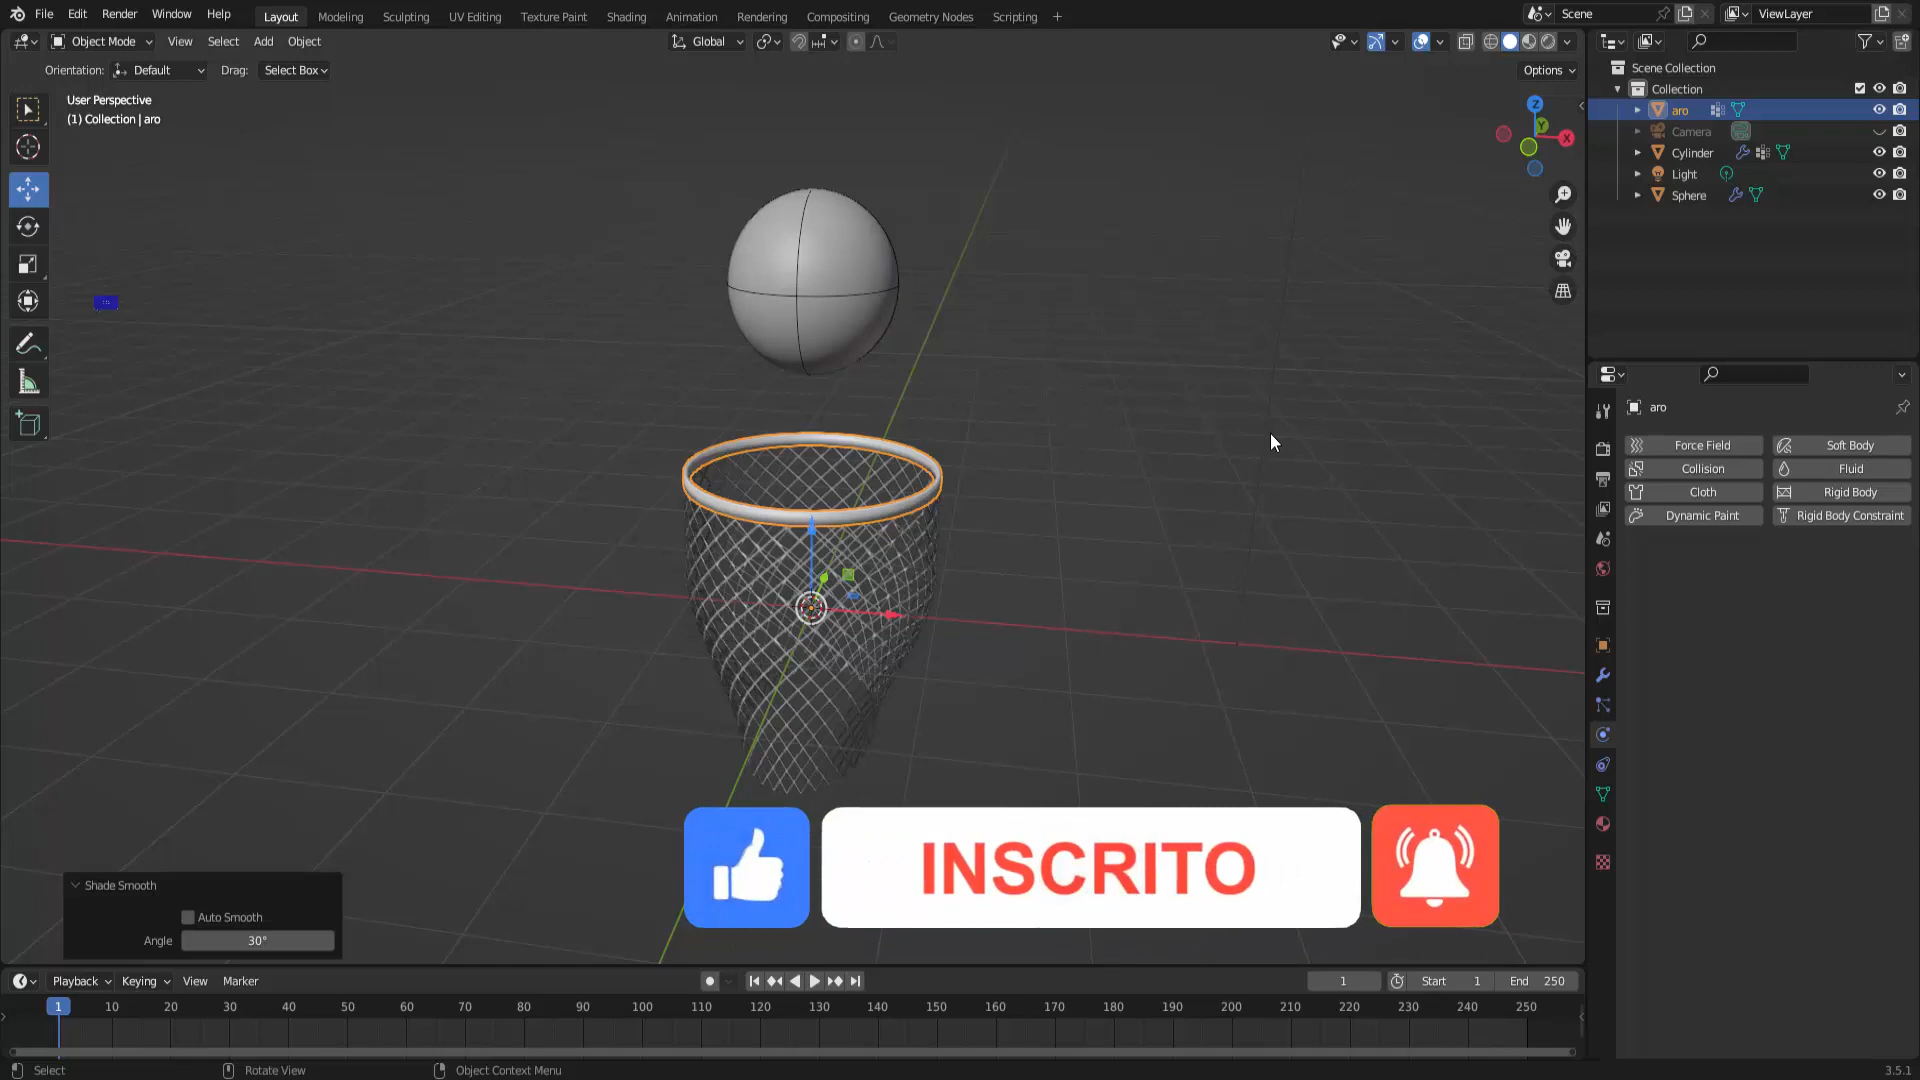 File Edit Render Window Help Layout Modeling Sculpting UV Editing Texture Paint Shading Animation Rendering Compositing Geometry Nodes Scripting + Scene ViewLayer
Object Mode View Select Add Object Global
Orientation: Default Drag: Select Box Options
User Perspective
(1) Collection | aro
Z
Y
X
Scene Collection
Collection
aro
Camera
Cylinder
Light
Sphere
aro
Force Field Soft Body
Collision Fluid
Cloth Rigid Body
Dynamic Paint Rigid Body Constraint
INSCRITO
Shade Smooth
Auto Smooth
Angle 30°
Playback Keying View Marker 1 Start 1 End 250
1 10 20 30 40 50 60 70 80 90 100 110 120 130 140 150 160 170 180 190 200 210 220 230 240 250
Select Rotate View Object Context Menu 3.5.1